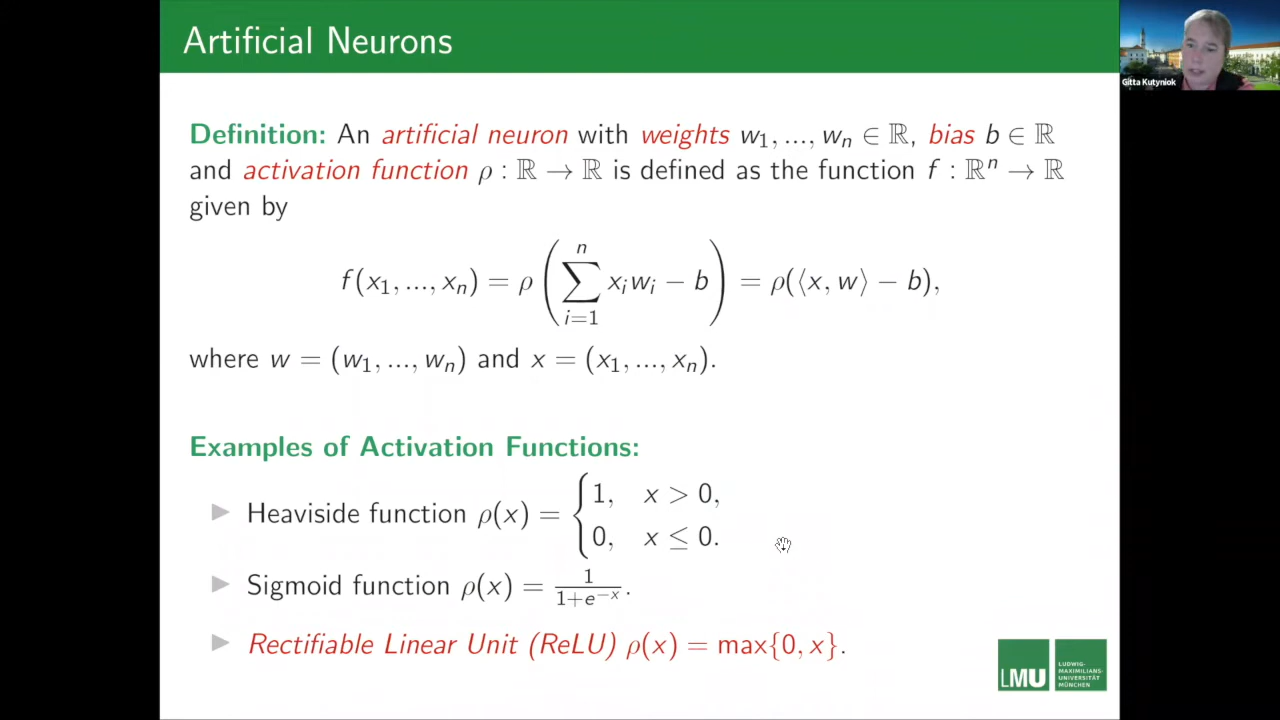 Artificial Neurons
Gitta Kutyniok
Definition: An artificial neuron with weights w₁, ..., wₙ ∈ ℝ, bias b ∈ ℝ
and activation function ρ : ℝ → ℝ is defined as the function f : ℝⁿ → ℝ
given by
f(x₁, ..., xₙ) = ρ (∑ᵢ₌₁ⁿ xᵢwᵢ − b) = ρ(⟨x, w⟩ − b),
where w = (w₁, ..., wₙ) and x = (x₁, ..., xₙ).
Examples of Activation Functions:
▶ Heaviside function ρ(x) = { 1, x > 0,
0, x ≤ 0.
▶ Sigmoid function ρ(x) = 1/(1+e⁻ˣ).
▶ Rectifiable Linear Unit (ReLU) ρ(x) = max{0, x}.
LMU
LUDWIG-
MAXIMILIANS-
UNIVERSITÄT
MÜNCHEN